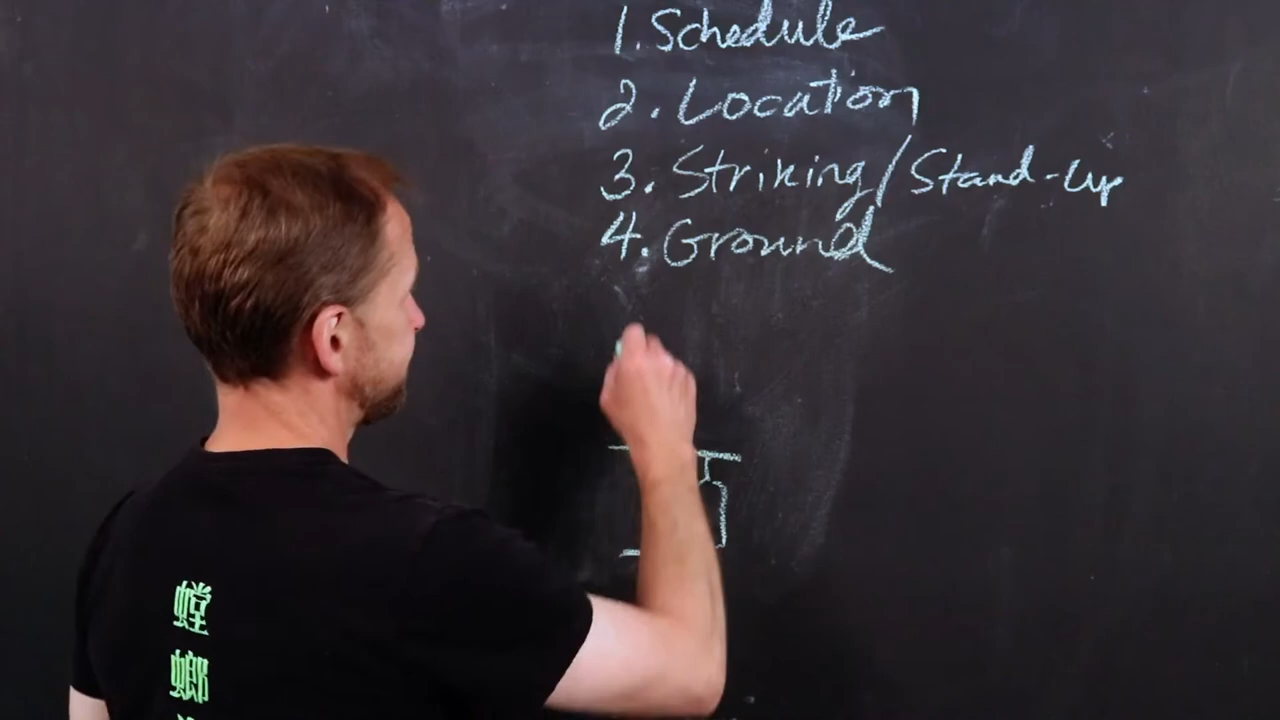 1. Schedule
2. Location
3. Striking/Stand-up
4. Ground
螳
螂